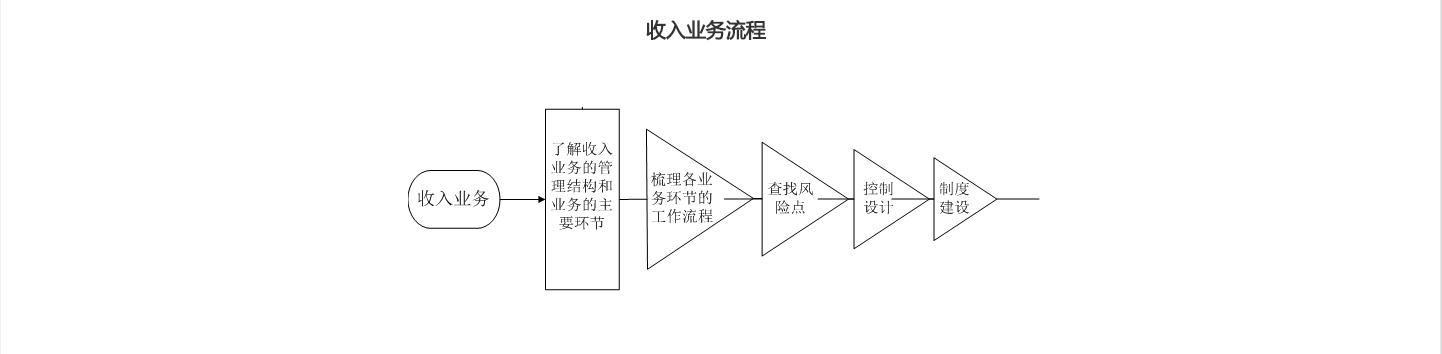 收入业务流程
收入业务
了解收入
业务的管
理结构和
业务的主
要环节
梳理各业
务环节的
工作流程
查找风
险点
控制
设计
制度
建设